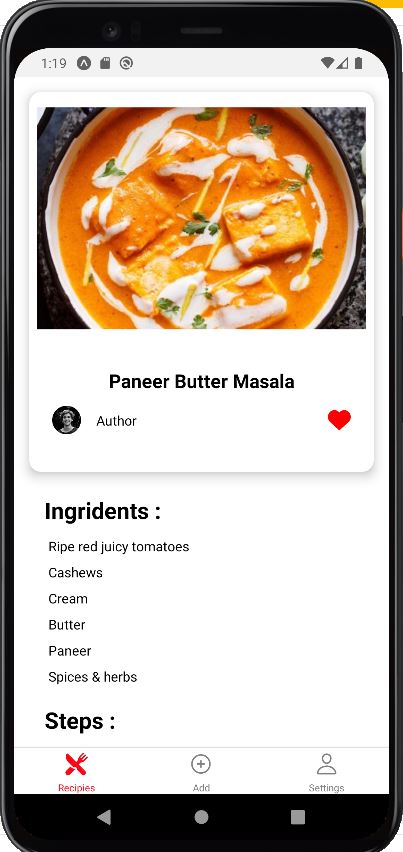 1:19
Paneer Butter Masala
Author
Ingridents :
Ripe red juicy tomatoes
Cashews
Cream
Butter
Paneer
Spices & herbs
Steps :
Recipies Add Settings